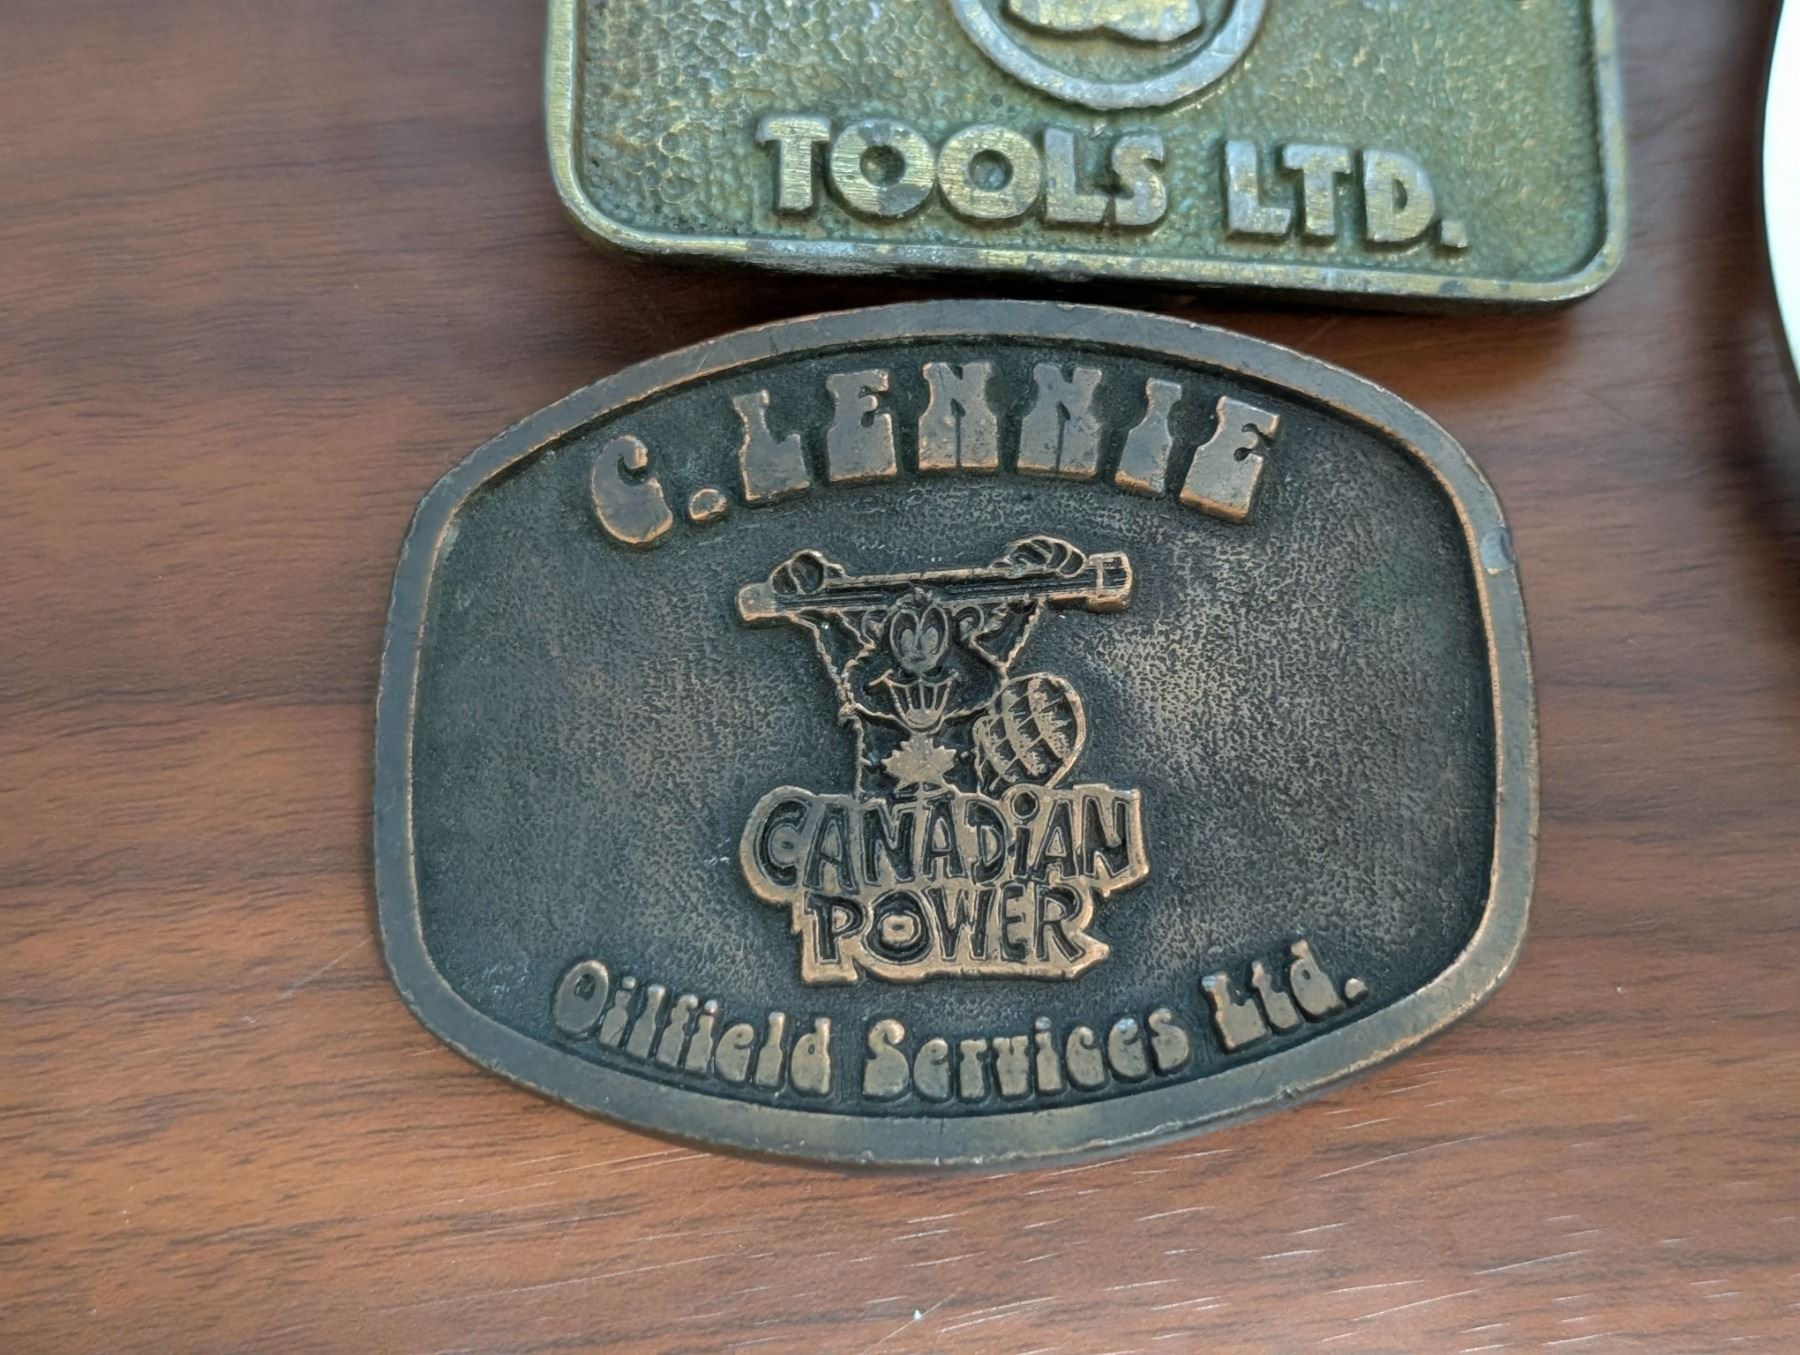 TOOLS LTD.
C. LENNIE
CANADiAN
POWER
Oilfield Services Ltd.